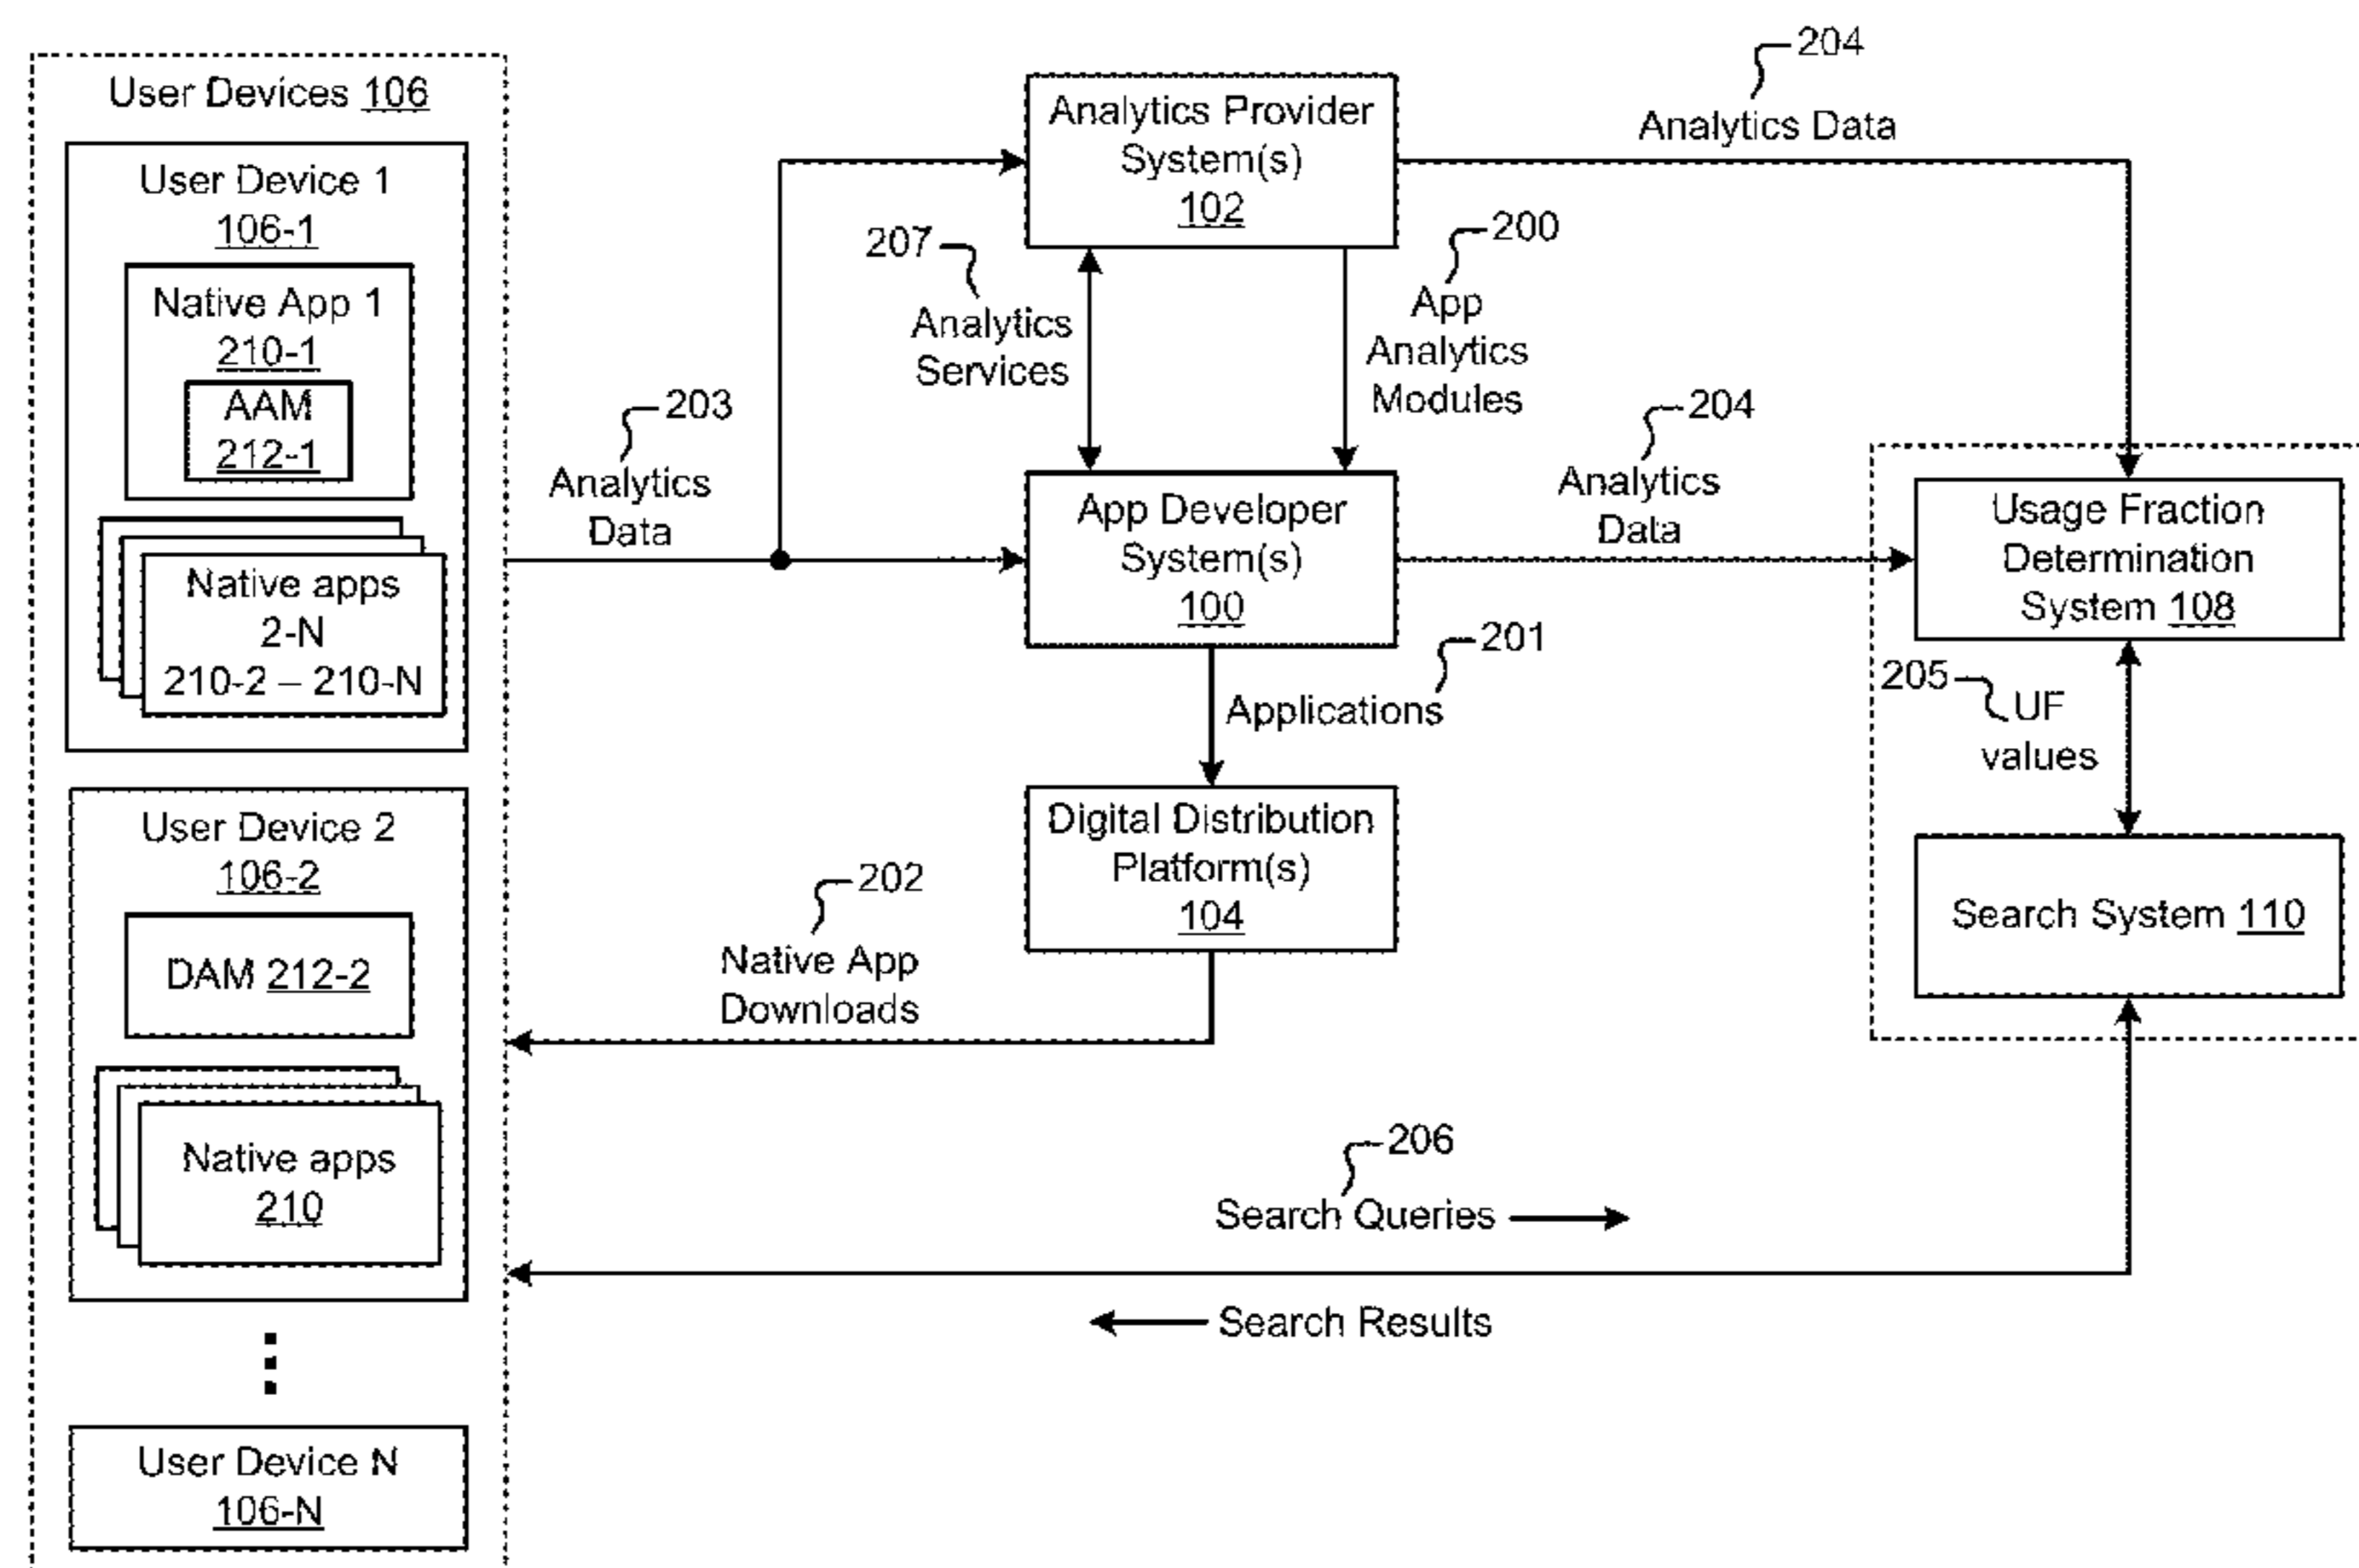 User Devices 106
User Device 1
106-1
Native App 1
210-1
AAM
212-1
Native apps
2-N
210-2 – 210-N
User Device 2
106-2
DAM 212-2
Native apps
210
User Device N
106-N
203
Analytics
Data
Analytics Provider
System(s)
102
204
Analytics Data
207
Analytics
Services
200
App
Analytics
Modules
App Developer
System(s)
100
204
Analytics
Data
201
Applications
Digital Distribution
Platform(s)
104
202
Native App
Downloads
Usage Fraction
Determination
System 108
205
UF
values
Search System 110
206
Search Queries
Search Results